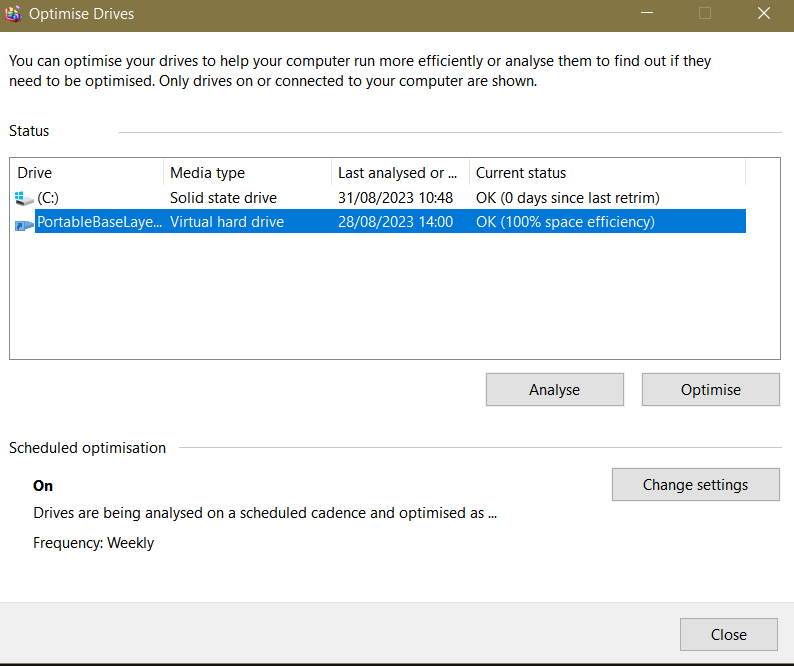 Optimise Drives
You can optimise your drives to help your computer run more efficiently or analyse them to find out if they
need to be optimised. Only drives on or connected to your computer are shown.
Status
Drive Media type Last analysed or ... Current status
(C:) Solid state drive 31/08/2023 10:48 OK (0 days since last retrim)
PortableBaseLaye... Virtual hard drive 28/08/2023 14:00 OK (100% space efficiency)
Analyse Optimise
Scheduled optimisation
On
Change settings
Drives are being analysed on a scheduled cadence and optimised as ...
Frequency: Weekly
Close